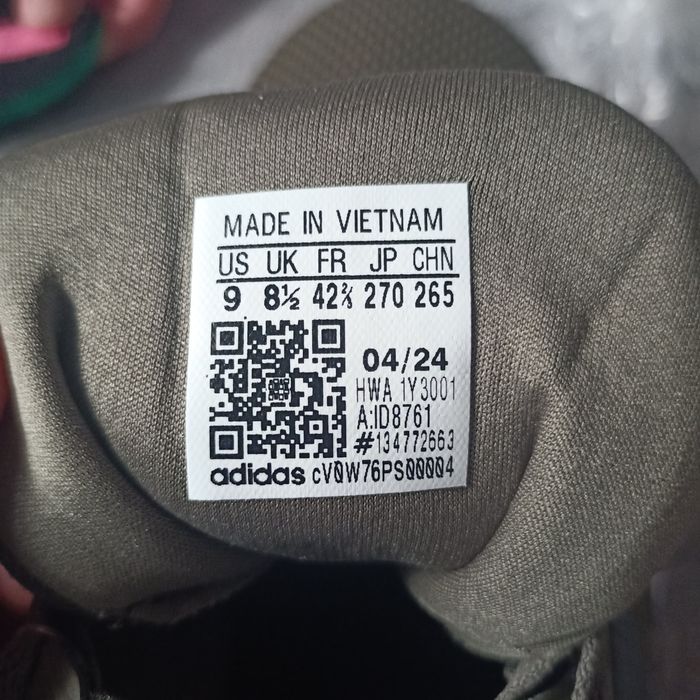 MADE IN VIETNAM
US UK FR JP CHN
9 8½ 42⅔ 270 265
04/24
HWA 1Y3001
A:ID8761
#134772663
adidas cV0W76PS00004